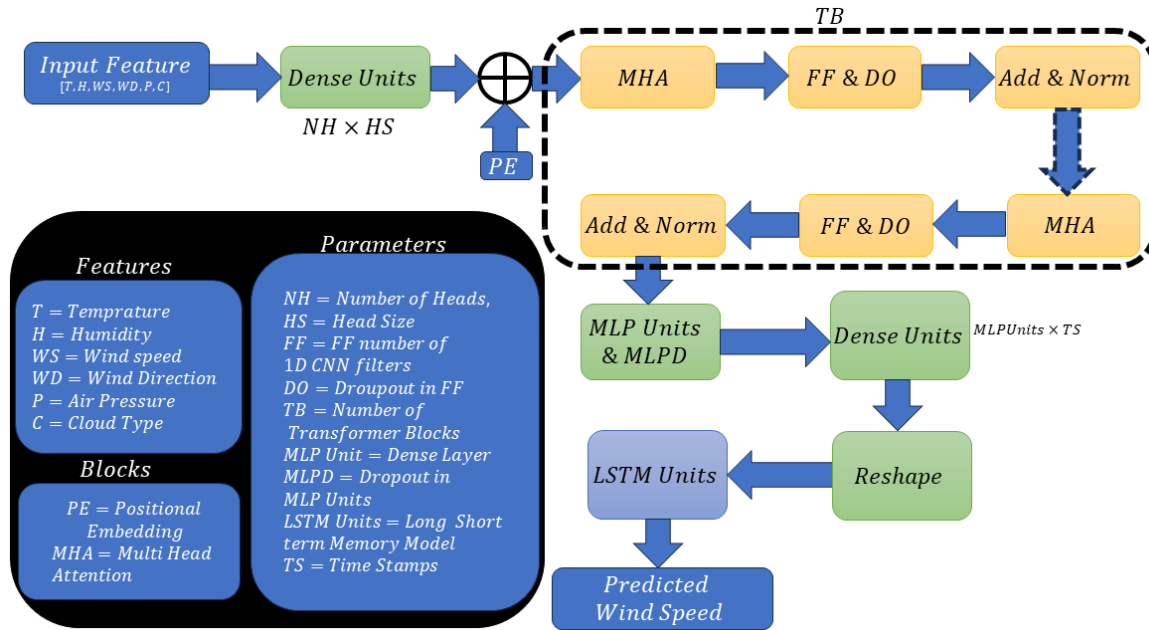 TB
Input Feature
[T, H, WS, WD, P, C]
Dense Units
NH × HS
PE
MHA
FF & DO
Add & Norm
Add & Norm
FF & DO
MHA
MLP Units
& MLPD
Dense Units
MLPUnits × TS
LSTM Units
Reshape
Predicted
Wind Speed
Features
T = Temprature
H = Humidity
WS = Wind speed
WD = Wind Direction
P = Air Pressure
C = Cloud Type
Blocks
PE = Positional
Embedding
MHA = Multi Head
Attention
Parameters
NH = Number of Heads,
HS = Head Size
FF = FF number of
1D CNN filters
DO = Droupout in FF
TB = Number of
Transformer Blocks
MLP Unit = Dense Layer
MLPD = Dropout in
MLP Units
LSTM Units = Long Short
term Memory Model
TS = Time Stamps